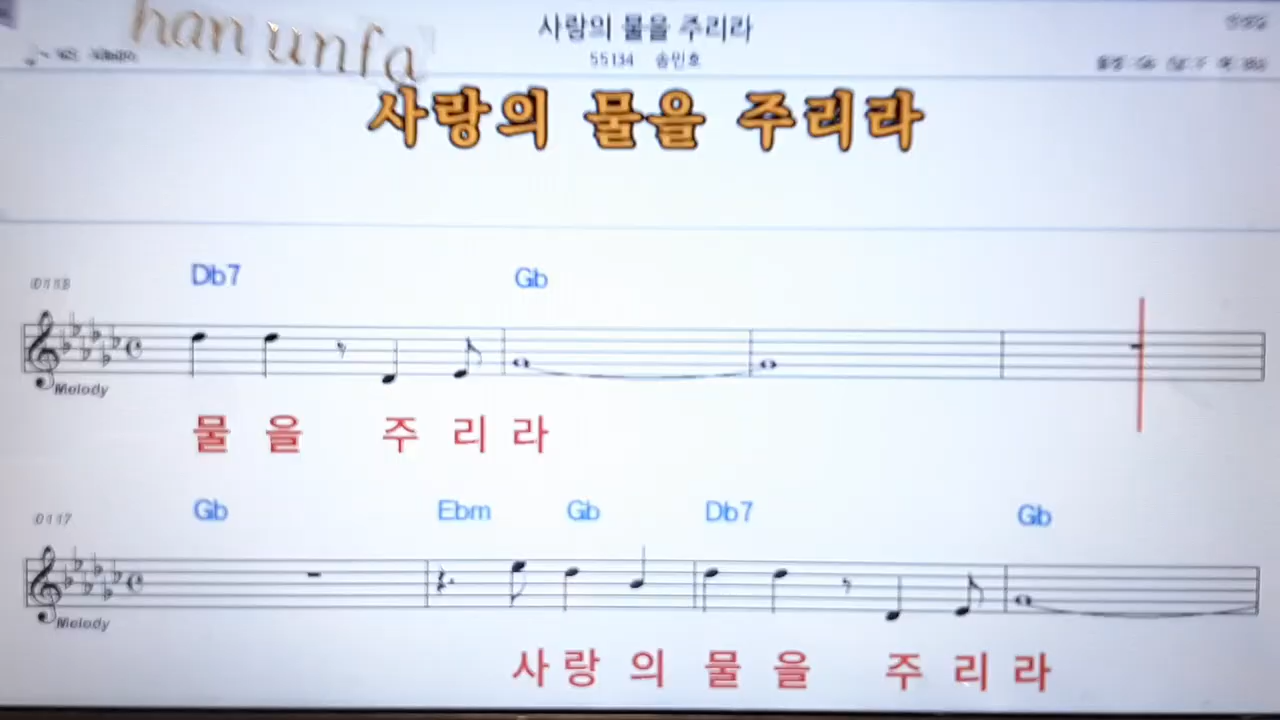 han unfa
사랑의 물을 주리라
55134 송민호
사랑의 물을 주리라
Db7 Gb
Melody
물 을 주 리 라
Gb Ebm Gb Db7 Gb
0117
Melody
사 랑 의 물 을 주 리 라